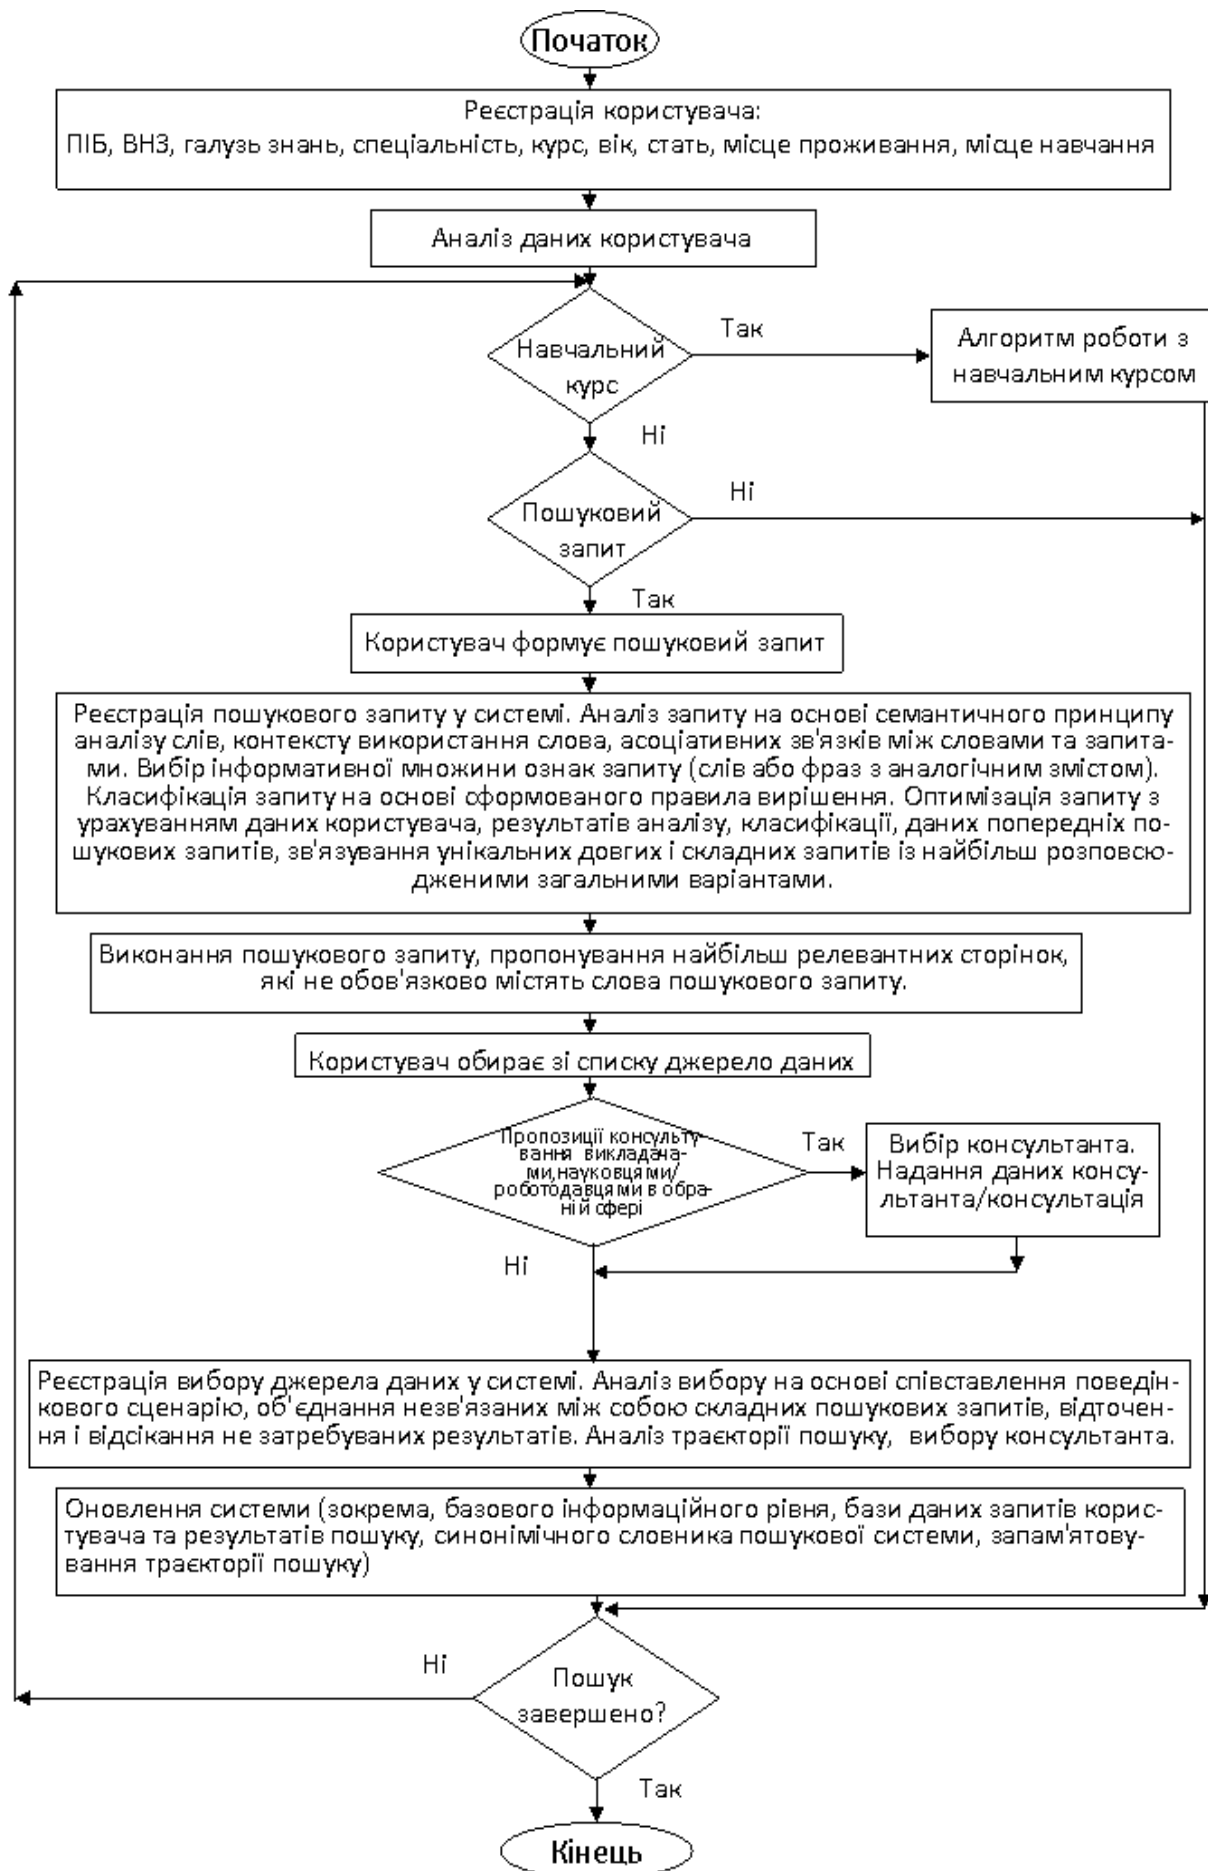 Початок
Реєстрація користувача:
ПІБ, ВНЗ, галузь знань, спеціальність, курс, вік, стать, місце проживання, місце навчання
Аналіз даних користувача
Навчальний
курс
Так
Алгоритм роботи з
навчальним курсом
Ні
Пошуковий
запит
Ні
Так
Користувач формує пошуковий запит
Реєстрація пошукового запиту у системі. Аналіз запиту на основі семантичного принципу
аналізу слів, контексту використання слова, асоціативних зв'язків між словами та запита-
ми. Вибір інформативної множини ознак запиту (слів або фраз з аналогічним змістом).
Класифікація запиту на основі сформованого правила вирішення. Оптимізація запиту з
урахуванням даних користувача, результатів аналізу, класифікації, даних попередніх по-
шукових запитів, зв'язування унікальних довгих і складних запитів із найбільш розповсю-
дженими загальними варіантами.
Виконання пошукового запиту, пропонування найбільш релевантних сторінок,
які не обов'язково містять слова пошукового запиту.
Користувач обирає зі списку джерело даних
Пропозиції консульту-
вання викладача-
ми,науковцями/
роботодавцями в обра-
ній сфері
Так
Вибір консультанта.
Надання даних консу-
льтанта/консультація
Ні
Реєстрація вибору джерела даних у системі. Аналіз вибору на основі співставлення поведін-
кового сценарію, об'єднання незв'язаних між собою складних пошукових запитів, відточен-
ня і відсікання не затребуваних результатів. Аналіз траєкторії пошуку, вибору консультанта.
Оновлення системи (зокрема, базового інформаційного рівня, бази даних запитів корис-
тувача та результатів пошуку, синонімічного словника пошукової системи, запам'ятову-
вання траєкторії пошуку)
Ні
Пошук
завершено?
Так
Кінець